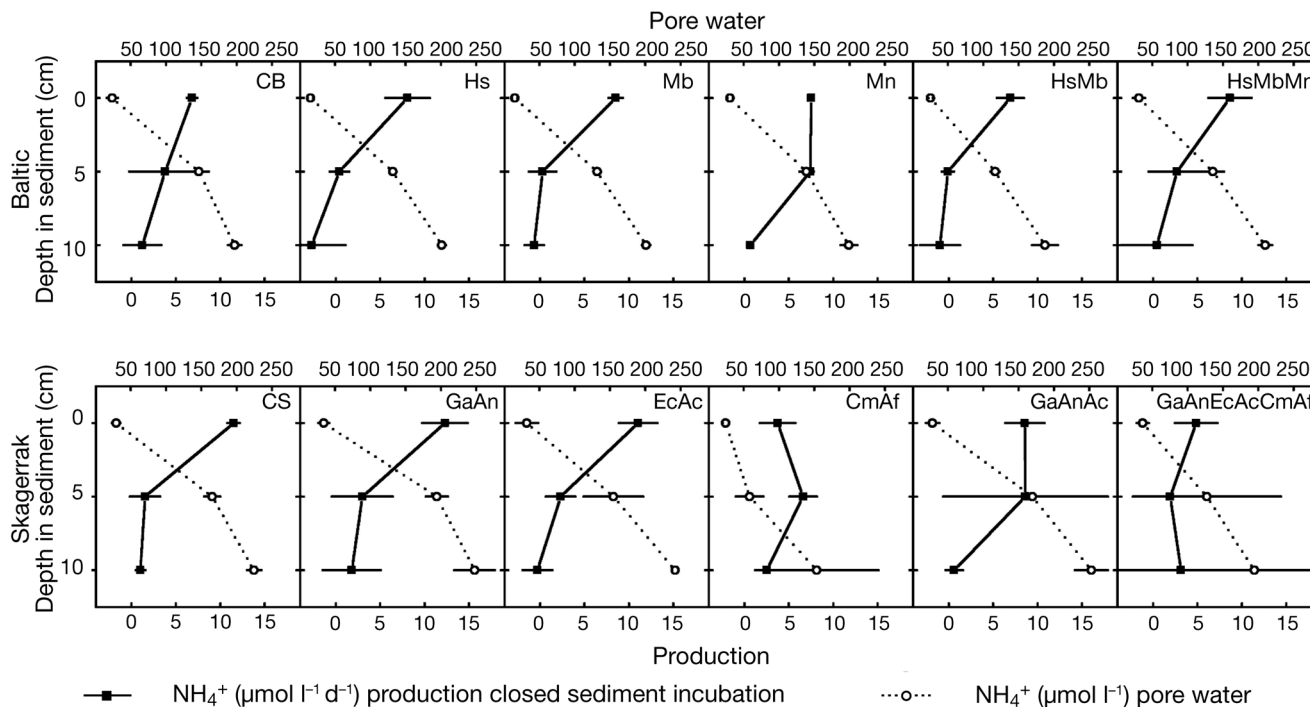 Pore water
50 100 150 200 250 50 100 150 200 250 50 100 150 200 250 50 100 150 200 250 50 100 150 200 250 50 100 150 200 250
CB Hs Mb Mn HsMb HsMbMn
Baltic
Depth in sediment (cm)
0
5
10
0 5 10 15 0 5 10 15 0 5 10 15 0 5 10 15 0 5 10 15 0 5 10 15
50 100 150 200 250 50 100 150 200 250 50 100 150 200 250 50 100 150 200 250 50 100 150 200 250 50 100 150 200 250
CS GaAn EcAc CmAf GaAnAc GaAnEcAcCmAf
Skagerrak
Depth in sediment (cm)
0
5
10
0 5 10 15 0 5 10 15 0 5 10 15 0 5 10 15 0 5 10 15 0 5 10 15
Production
NH₄⁺ (µmol l⁻¹ d⁻¹) production closed sediment incubation NH₄⁺ (µmol l⁻¹) pore water